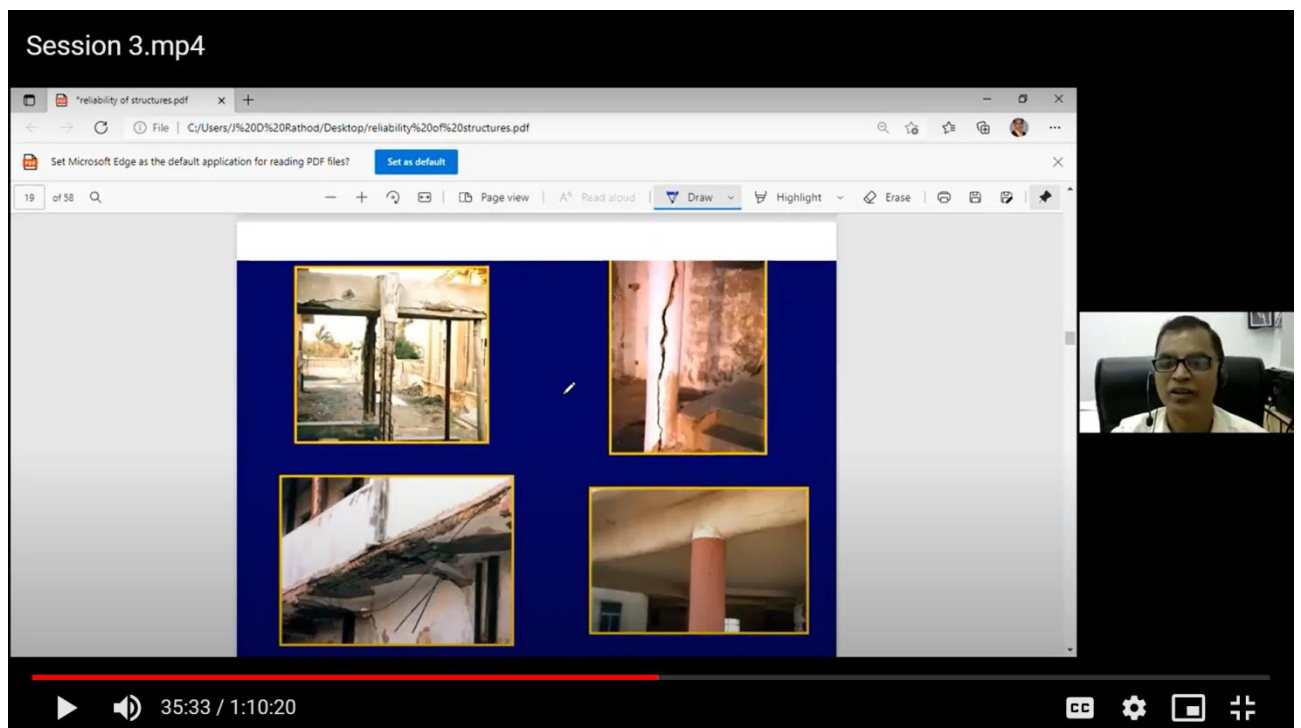 Session 3.mp4
*reliability of structures.pdf
File | C:/Users/J%20D%20Rathod/Desktop/reliability%20of%20structures.pdf
Set Microsoft Edge as the default application for reading PDF files?
Set as default
19 of 58
Page view
Read aloud
Draw
Highlight
Erase
35:33 / 1:10:20
CC